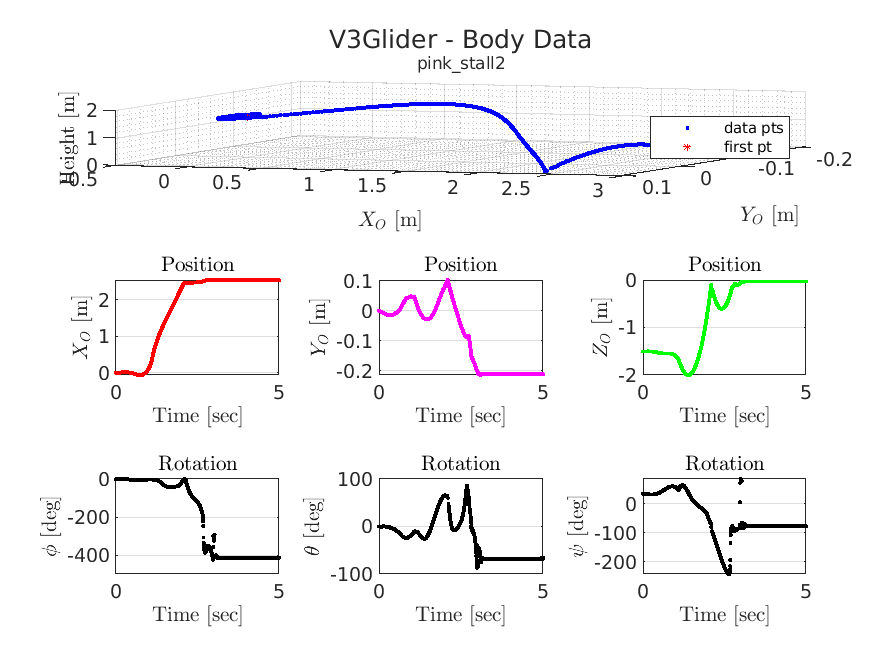 V3Glider - Body Data
pink_stall2
Height [m]
2
1
0
-0.5
0
0.5
1
1.5
2
2.5
3
0.1
0
-0.1
-0.2
X_O [m]
Y_O [m]
data pts
first pt
Position
X_O [m]
2
1
0
0
5
Time [sec]
Position
Y_O [m]
0.1
0
-0.1
-0.2
0
5
Time [sec]
Position
Z_O [m]
0
-1
-2
0
5
Time [sec]
Rotation
ϕ [deg]
0
-200
-400
0
5
Time [sec]
Rotation
θ [deg]
100
0
-100
0
5
Time [sec]
Rotation
ψ [deg]
0
-100
-200
0
5
Time [sec]